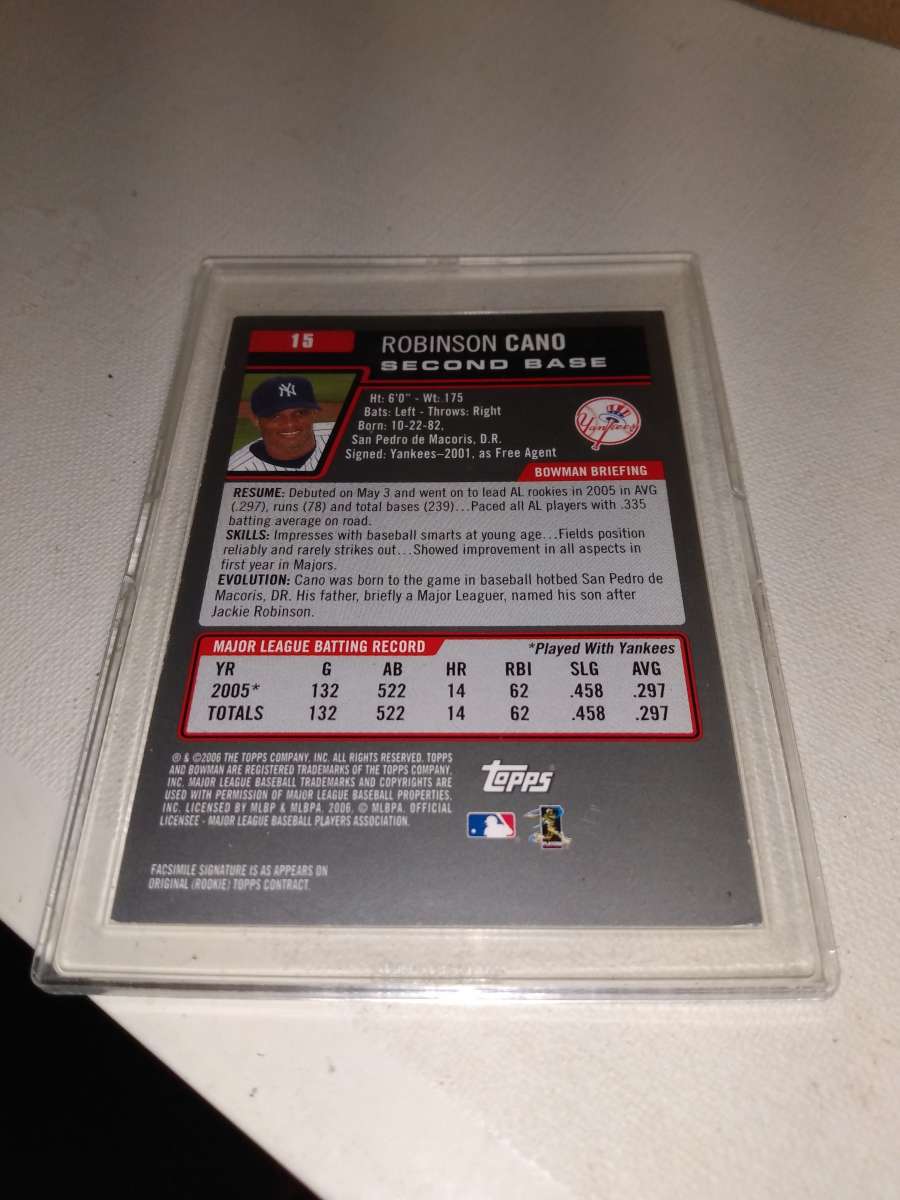 15
ROBINSON CANO
SECOND BASE
NY
Ht: 6'0" - Wt: 175
Bats: Left - Throws: Right
Born: 10-22-82,
San Pedro de Macoris, D.R.
Signed: Yankees–2001, as Free Agent
Yankees
BOWMAN BRIEFING
RESUME: Debuted on May 3 and went on to lead AL rookies in 2005 in AVG
(.297), runs (78) and total bases (239)...Paced all AL players with .335
batting average on road.
SKILLS: Impresses with baseball smarts at young age...Fields position
reliably and rarely strikes out...Showed improvement in all aspects in
first year in Majors.
EVOLUTION: Cano was born to the game in baseball hotbed San Pedro de
Macoris, DR. His father, briefly a Major Leaguer, named his son after
Jackie Robinson.
MAJOR LEAGUE BATTING RECORD *Played With Yankees
YR G AB HR RBI SLG AVG
2005* 132 522 14 62 .458 .297
TOTALS 132 522 14 62 .458 .297
® & ©2006 THE TOPPS COMPANY, INC. ALL RIGHTS RESERVED. TOPPS
AND BOWMAN ARE REGISTERED TRADEMARKS OF THE TOPPS COMPANY,
INC. MAJOR LEAGUE BASEBALL TRADEMARKS AND COPYRIGHTS ARE
USED WITH PERMISSION OF MAJOR LEAGUE BASEBALL PROPERTIES,
INC. LICENSED BY MLBP & MLBPA, 2006. © MLBPA. OFFICIAL
LICENSEE - MAJOR LEAGUE BASEBALL PLAYERS ASSOCIATION.
Topps
FACSIMILE SIGNATURE IS AS APPEARS ON
ORIGINAL (ROOKIE) TOPPS CONTRACT.